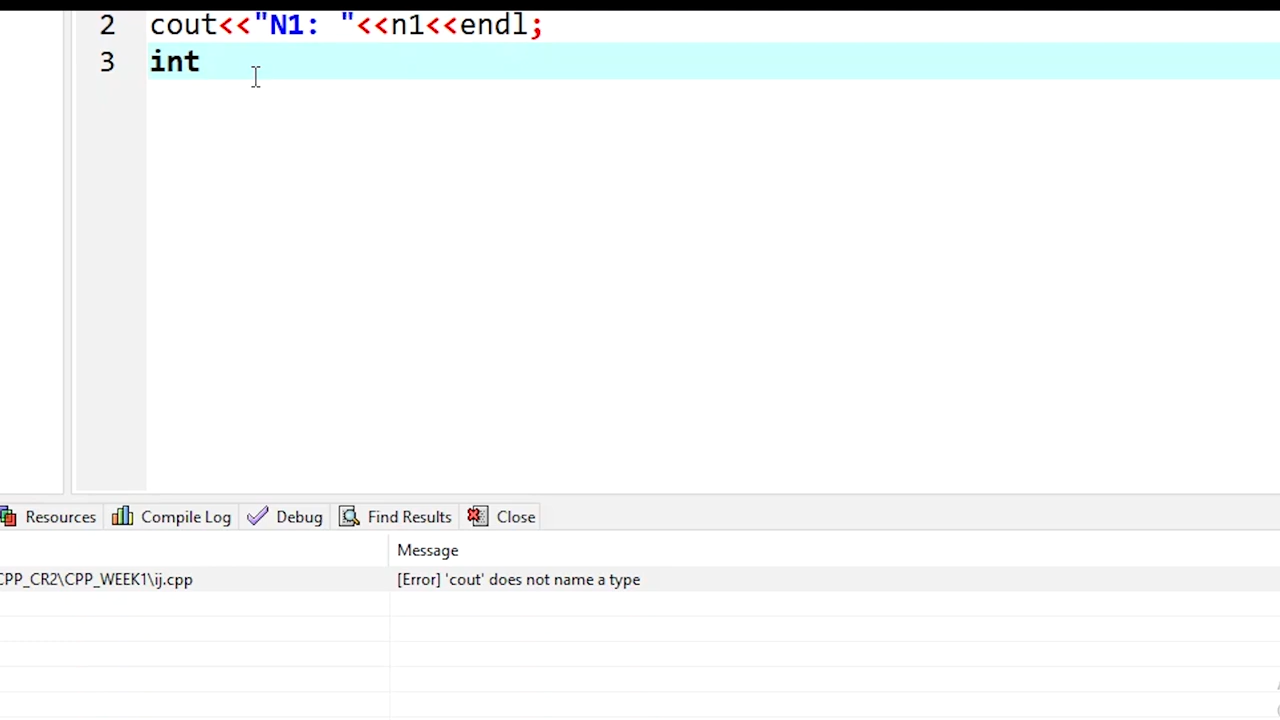 2 cout<<"N1: "<<n1<<endl;
3 int
Resources Compile Log Debug Find Results Close
Message
CPP_CR2\CPP_WEEK1\ij.cpp [Error] 'cout' does not name a type